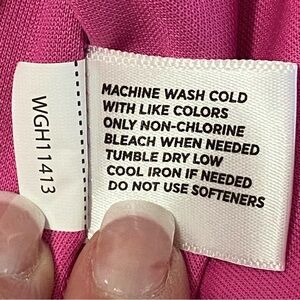 WGH11413
MACHINE WASH COLD
WITH LIKE COLORS
ONLY NON-CHLORINE
BLEACH WHEN NEEDED
TUMBLE DRY LOW
COOL IRON IF NEEDED
DO NOT USE SOFTENERS